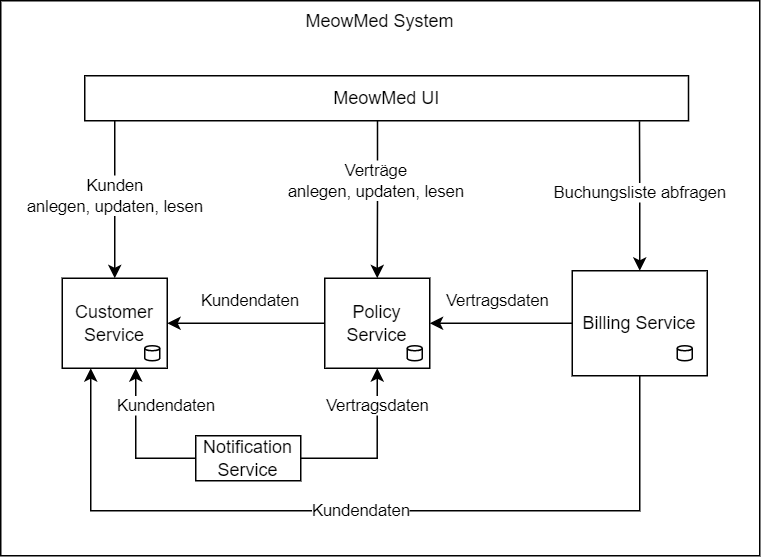 MeowMed System
MeowMed UI
Kunden
anlegen, updaten, lesen
Verträge
anlegen, updaten, lesen
Buchungsliste abfragen
Customer
Service
Kundendaten
Policy
Service
Vertragsdaten
Billing Service
Kundendaten
Vertragsdaten
Notification
Service
Kundendaten